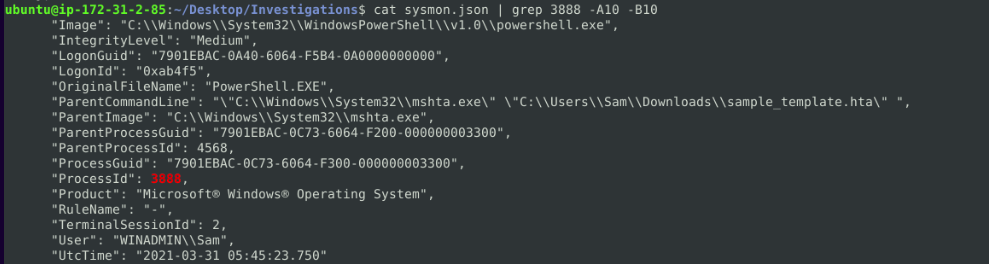 ubuntu@ip-172-31-2-85:~/Desktop/Investigations$ cat sysmon.json | grep 3888 -A10 -B10
"Image": "C:\\Windows\\System32\\WindowsPowerShell\\v1.0\\powershell.exe",
"IntegrityLevel": "Medium",
"LogonGuid": "7901EBAC-0A40-6064-F5B4-0A0000000000",
"LogonId": "0xab4f5",
"OriginalFileName": "PowerShell.EXE",
"ParentCommandLine": "\"C:\\Windows\\System32\\mshta.exe\" \"C:\\Users\\Sam\\Downloads\\sample_template.hta\" ",
"ParentImage": "C:\\Windows\\System32\\mshta.exe",
"ParentProcessGuid": "7901EBAC-0C73-6064-F200-000000003300",
"ParentProcessId": 4568,
"ProcessGuid": "7901EBAC-0C73-6064-F300-000000003300",
"ProcessId": 3888,
"Product": "Microsoft® Windows® Operating System",
"RuleName": "-",
"TerminalSessionId": 2,
"User": "WINADMIN\\Sam",
"UtcTime": "2021-03-31 05:45:23.750"